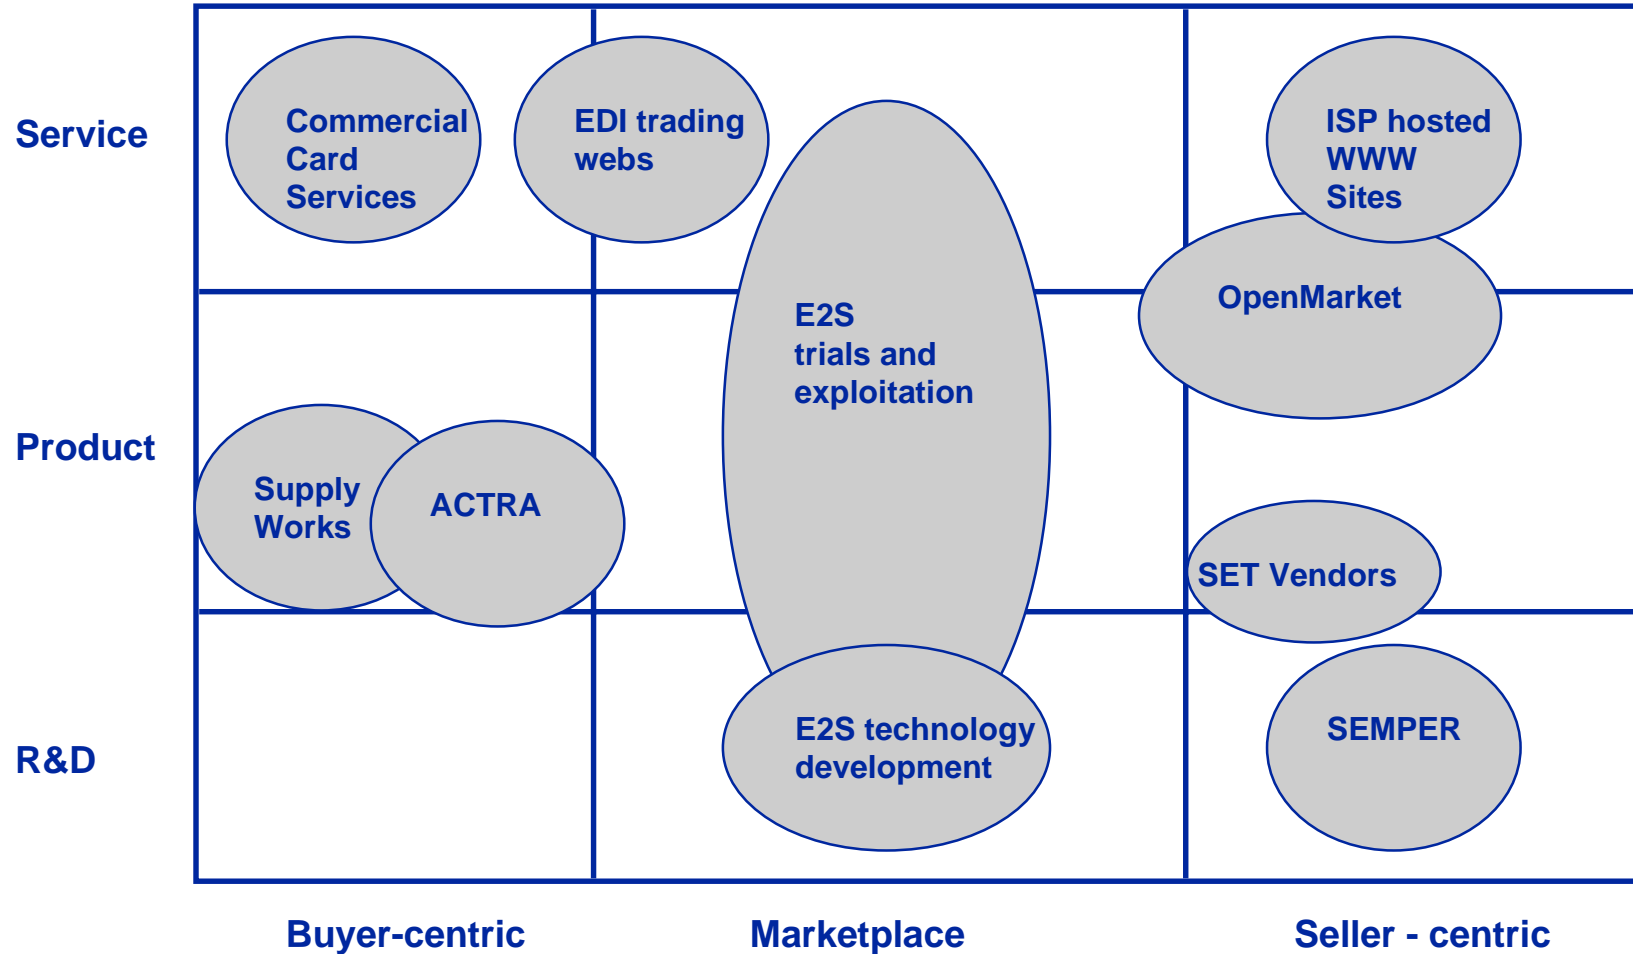 Service
Commercial
Card
Services
EDI trading
webs
ISP hosted
WWW
Sites
OpenMarket
E2S
trials and
exploitation
Product
Supply
Works
ACTRA
SET Vendors
R&D
E2S technology
development
SEMPER
Buyer-centric
Marketplace
Seller - centric